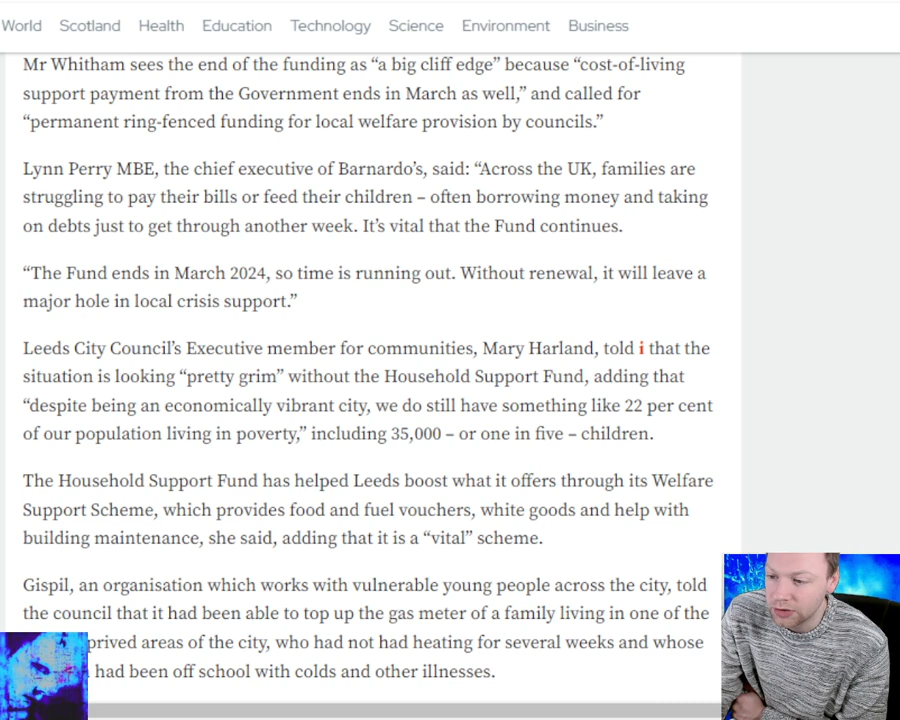 World Scotland Health Education Technology Science Environment Business
Mr Whitham sees the end of the funding as “a big cliff edge” because “cost-of-living
support payment from the Government ends in March as well,” and called for
“permanent ring-fenced funding for local welfare provision by councils.”
Lynn Perry MBE, the chief executive of Barnardo’s, said: “Across the UK, families are
struggling to pay their bills or feed their children – often borrowing money and taking
on debts just to get through another week. It’s vital that the Fund continues.
“The Fund ends in March 2024, so time is running out. Without renewal, it will leave a
major hole in local crisis support.”
Leeds City Council’s Executive member for communities, Mary Harland, told i that the
situation is looking “pretty grim” without the Household Support Fund, adding that
“despite being an economically vibrant city, we do still have something like 22 per cent
of our population living in poverty,” including 35,000 – or one in five – children.
The Household Support Fund has helped Leeds boost what it offers through its Welfare
Support Scheme, which provides food and fuel vouchers, white goods and help with
building maintenance, she said, adding that it is a “vital” scheme.
Gispil, an organisation which works with vulnerable young people across the city, told
the council that it had been able to top up the gas meter of a family living in one of the
prived areas of the city, who had not had heating for several weeks and whose
had been off school with colds and other illnesses.